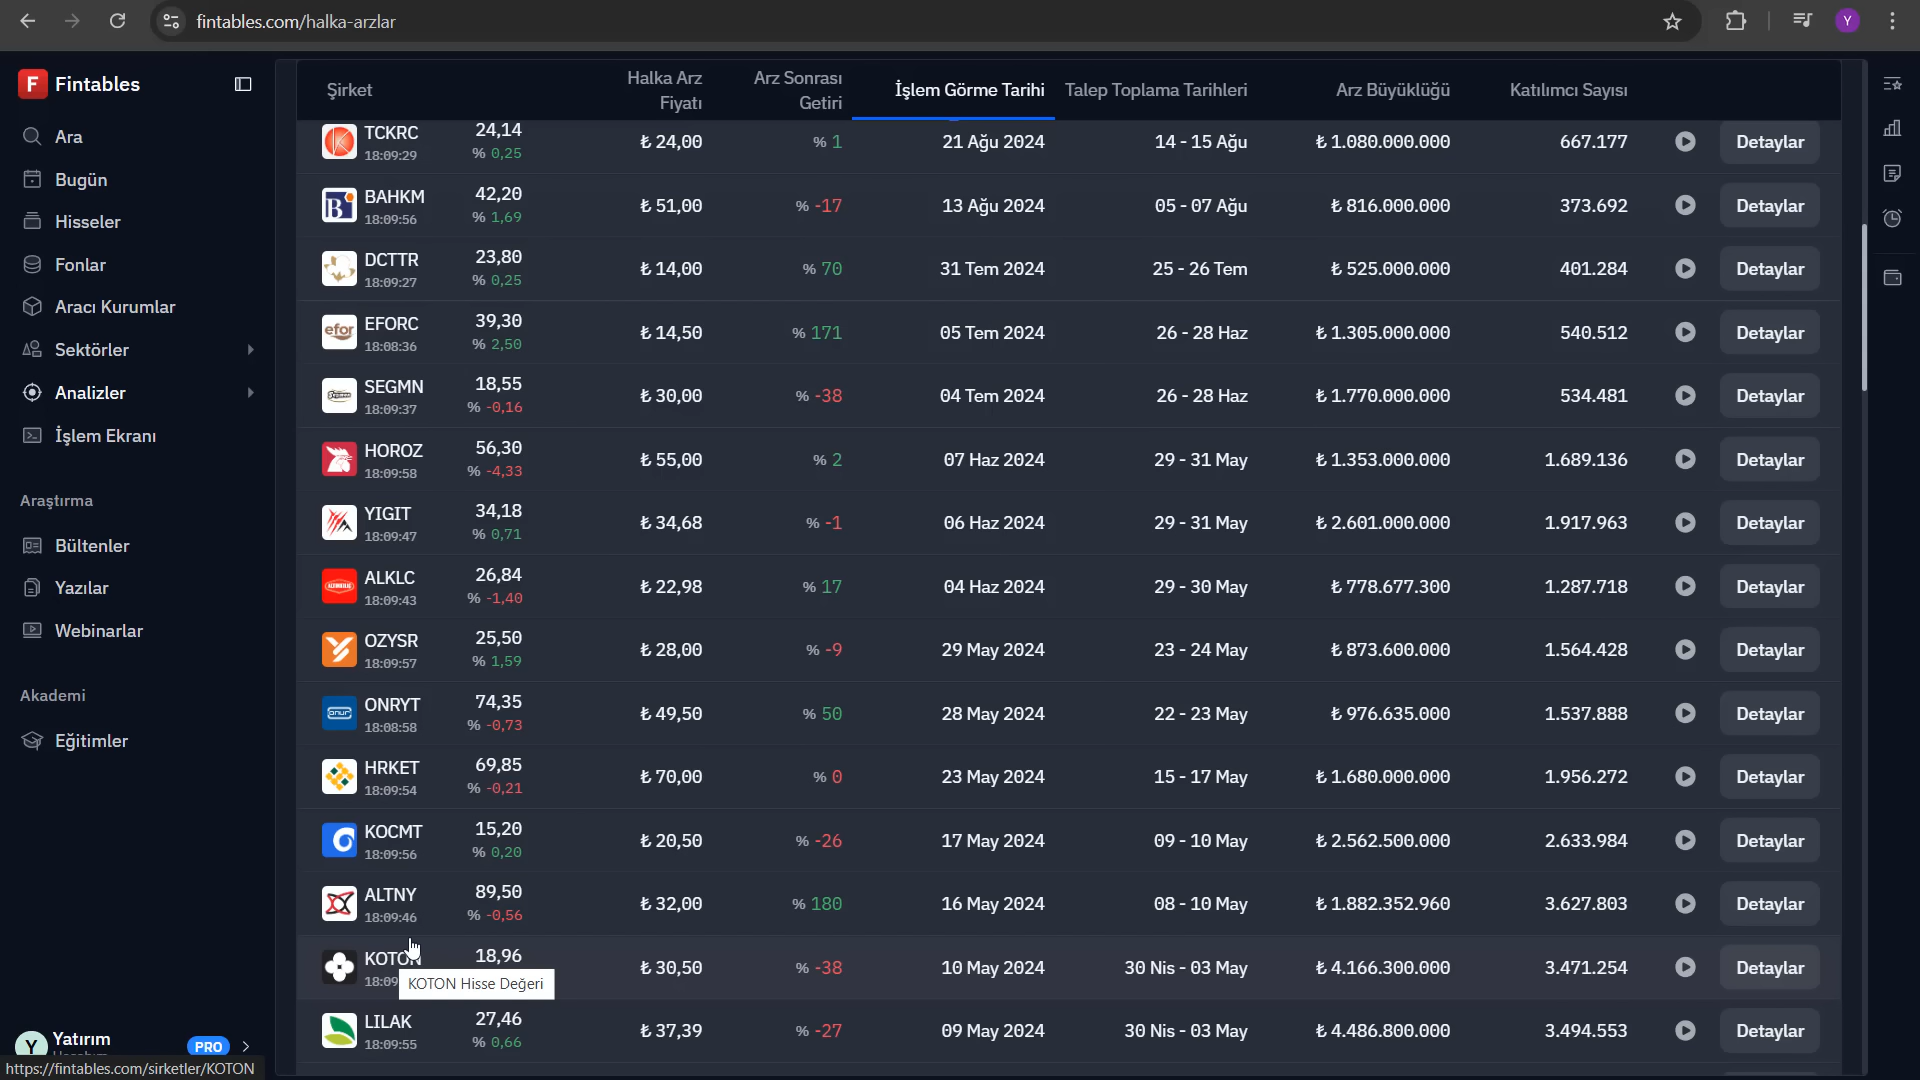 fintables.com/halka-arzlar
Y
F Fintables
Ara
Bugün
Hisseler
Fonlar
Aracı Kurumlar
Sektörler
Analizler
İşlem Ekranı
Araştırma
Bültenler
Yazılar
Webinarlar
Akademi
Eğitimler
Y Yatırım
PRO
https://fintables.com/sirketler/KOTON
Şirket Halka Arz Fiyatı Arz Sonrası Getiri İşlem Görme Tarihi Talep Toplama Tarihleri Arz Büyüklüğü Katılımcı Sayısı
TCKRC 24,14 ₺ 24,00 % 1 21 Ağu 2024 14 - 15 Ağu ₺ 1.080.000.000 667.177 Detaylar
18:09:29 % 0,25
BAHKM 42,20 ₺ 51,00 % -17 13 Ağu 2024 05 - 07 Ağu ₺ 816.000.000 373.692 Detaylar
18:09:56 % 1,69
DCTTR 23,80 ₺ 14,00 % 70 31 Tem 2024 25 - 26 Tem ₺ 525.000.000 401.284 Detaylar
18:09:27 % 0,25
efor EFORC 39,30 ₺ 14,50 % 171 05 Tem 2024 26 - 28 Haz ₺ 1.305.000.000 540.512 Detaylar
18:08:36 % 2,50
SEGMN 18,55 ₺ 30,00 % -38 04 Tem 2024 26 - 28 Haz ₺ 1.770.000.000 534.481 Detaylar
18:09:37 % -0,16
HOROZ 56,30 ₺ 55,00 % 2 07 Haz 2024 29 - 31 May ₺ 1.353.000.000 1.689.136 Detaylar
18:09:58 % -4,33
YIGIT 34,18 ₺ 34,68 % -1 06 Haz 2024 29 - 31 May ₺ 2.601.000.000 1.917.963 Detaylar
18:09:47 % 0,71
ALKLC 26,84 ₺ 22,98 % 17 04 Haz 2024 29 - 30 May ₺ 778.677.300 1.287.718 Detaylar
18:09:43 % -1,40
OZYSR 25,50 ₺ 28,00 % -9 29 May 2024 23 - 24 May ₺ 873.600.000 1.564.428 Detaylar
18:09:57 % 1,59
onur ONRYT 74,35 ₺ 49,50 % 50 28 May 2024 22 - 23 May ₺ 976.635.000 1.537.888 Detaylar
18:08:58 % -0,73
HRKET 69,85 ₺ 70,00 % 0 23 May 2024 15 - 17 May ₺ 1.680.000.000 1.956.272 Detaylar
18:09:54 % -0,21
KOCMT 15,20 ₺ 20,50 % -26 17 May 2024 09 - 10 May ₺ 2.562.500.000 2.633.984 Detaylar
18:09:56 % 0,20
ALTNY 89,50 ₺ 32,00 % 180 16 May 2024 08 - 10 May ₺ 1.882.352.960 3.627.803 Detaylar
18:09:46 % -0,56
KOTON 18,96 ₺ 30,50 % -38 10 May 2024 30 Nis - 03 May ₺ 4.166.300.000 3.471.254 Detaylar
18:09
KOTON Hisse Değeri
LILAK 27,46 ₺ 37,39 % -27 09 May 2024 30 Nis - 03 May ₺ 4.486.800.000 3.494.553 Detaylar
18:09:55 % 0,66